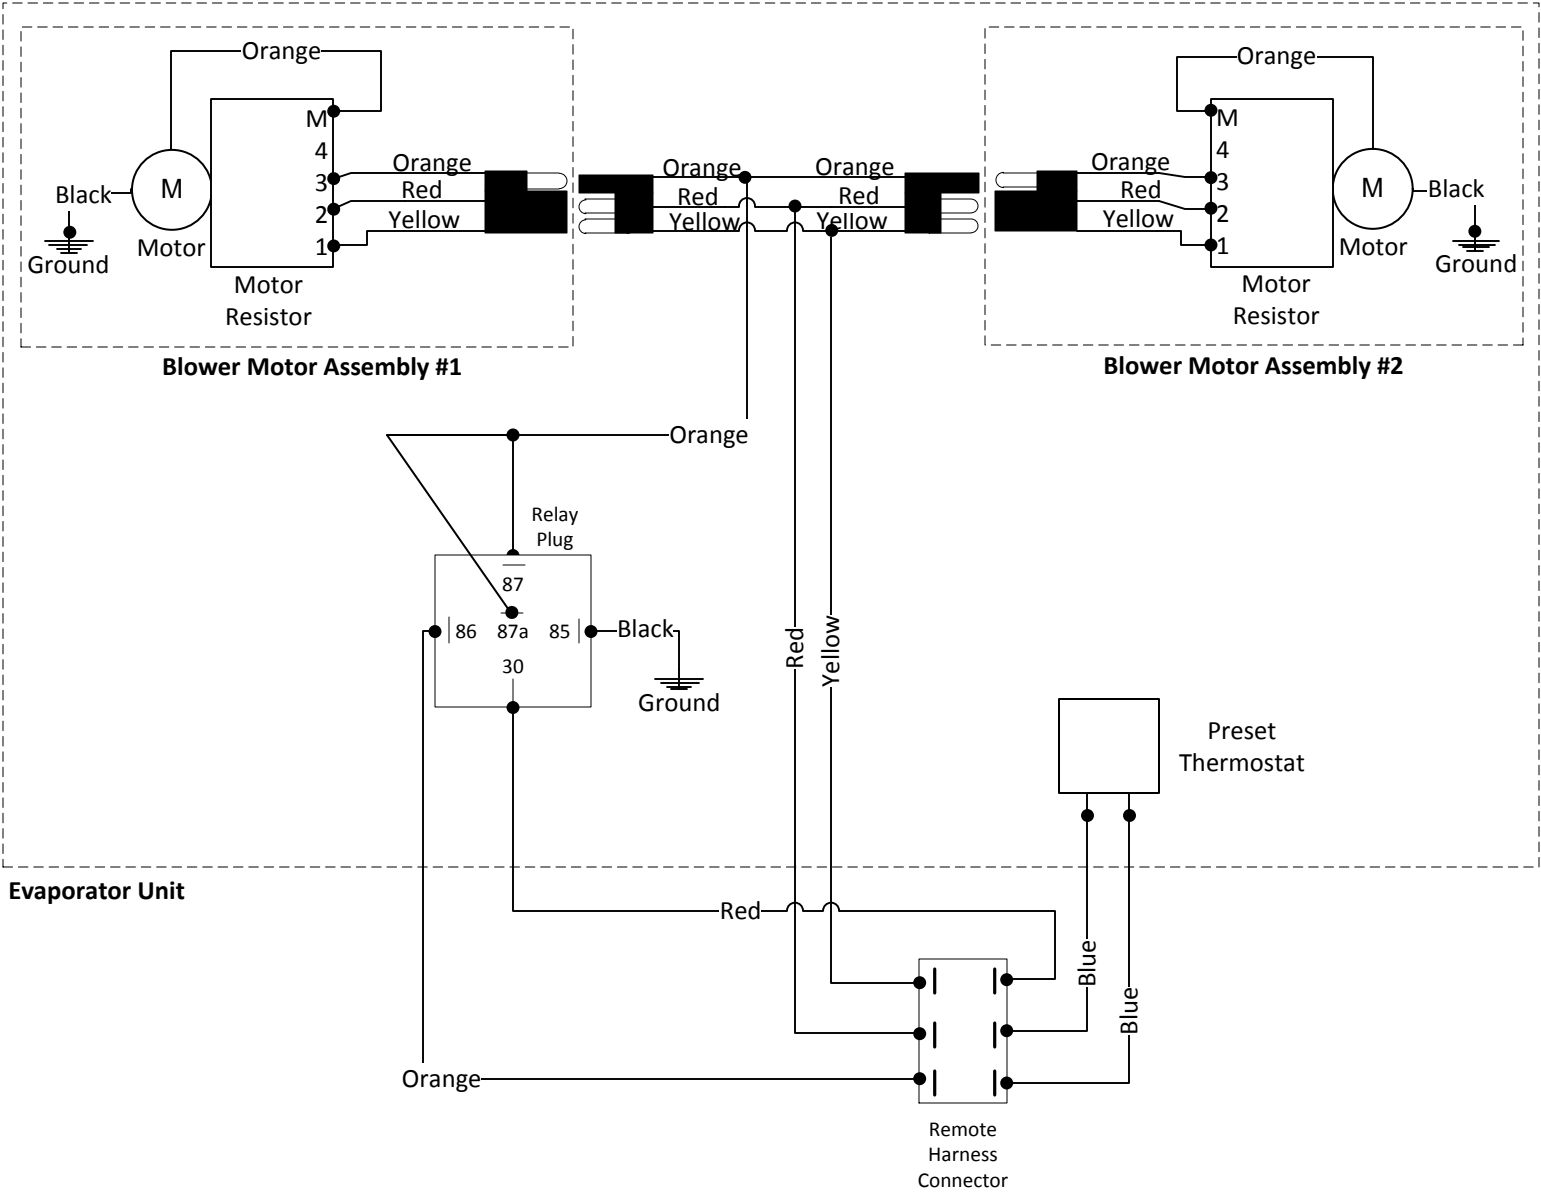 Orange
M
4
3
2
1
Orange
Red
Yellow
Black
M
Motor
Ground
Motor
Resistor
Blower Motor Assembly #1
Orange
Orange
Red
Red
Yellow
Yellow
Orange
M
4
3
2
1
Orange
Red
Yellow
M
Black
Motor
Ground
Motor
Resistor
Blower Motor Assembly #2
Orange
Relay
Plug
87
86
87a
85
30
Black
Ground
Red
Yellow
Preset
Thermostat
Evaporator Unit
Red
Blue
Blue
Orange
Remote
Harness
Connector